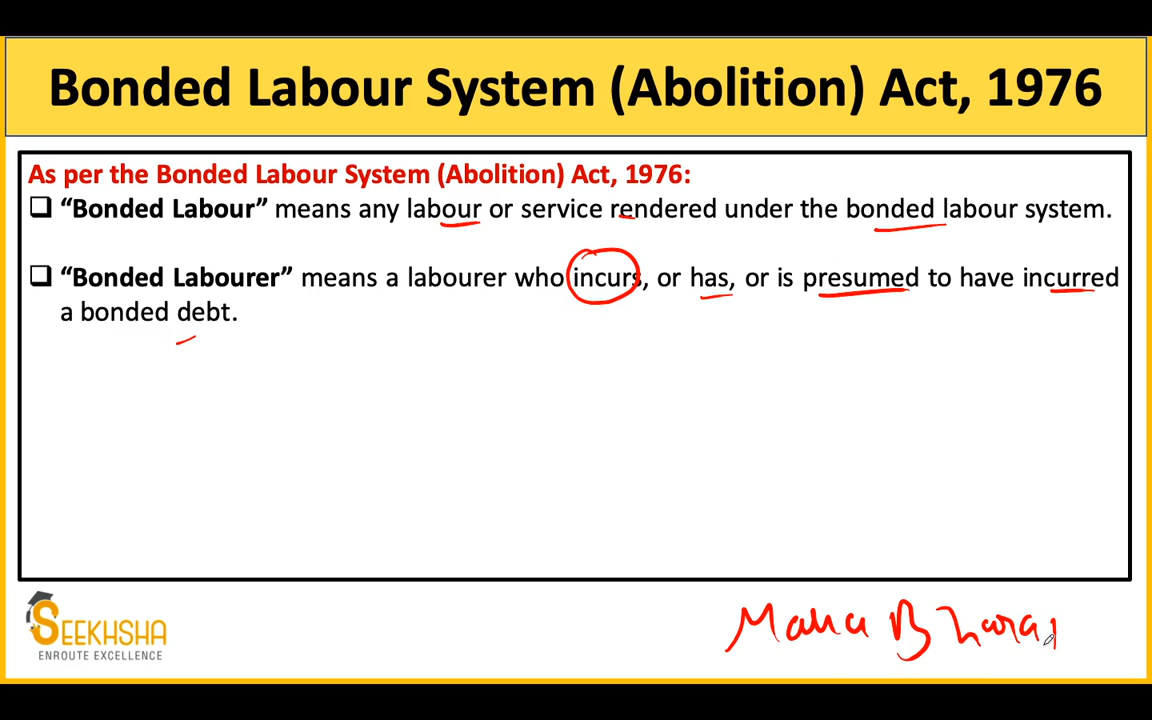 Bonded Labour System (Abolition) Act, 1976
As per the Bonded Labour System (Abolition) Act, 1976:
❑ “Bonded Labour” means any labour or service rendered under the bonded labour system.
❑ “Bonded Labourer” means a labourer who incurs, or has, or is presumed to have incurred
a bonded debt.
SEEKHSHA
ENROUTE EXCELLENCE
Maha